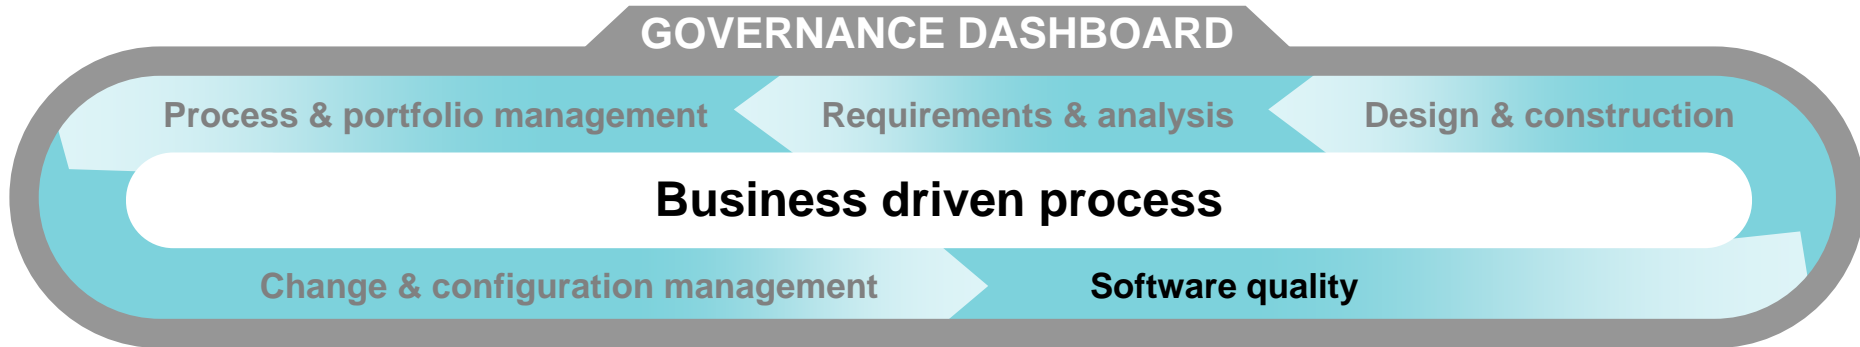 GOVERNANCE DASHBOARD
Process & portfolio management
Requirements & analysis
Design & construction
Business driven process
Change & configuration management
Software quality